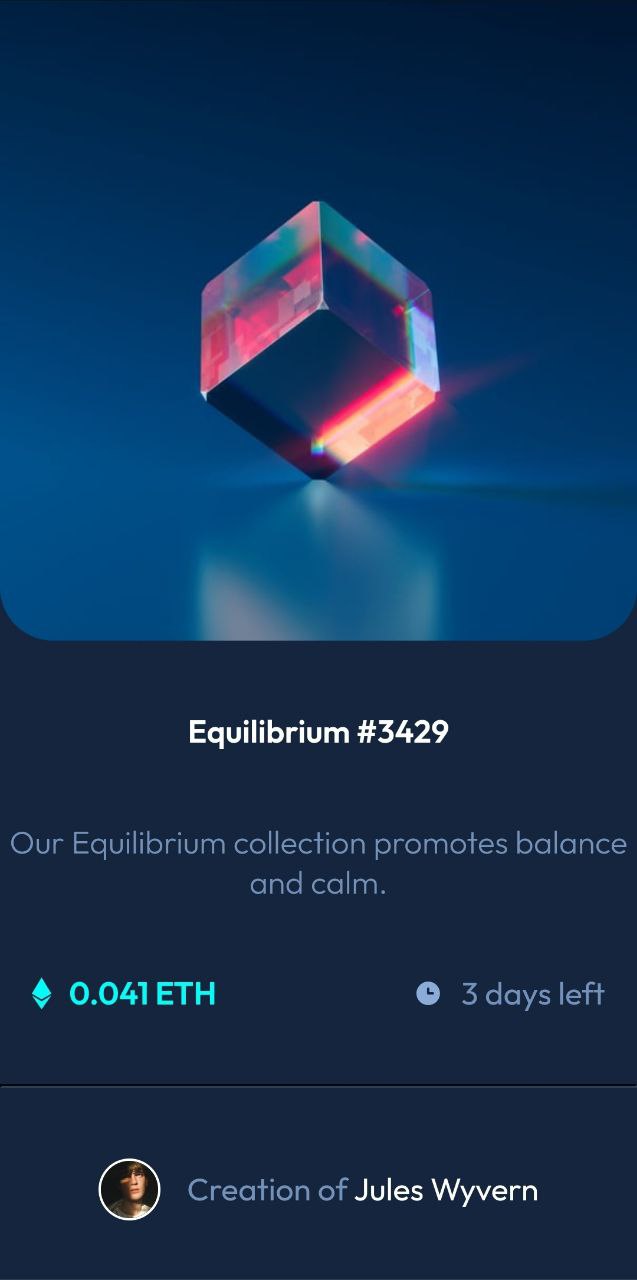 Equilibrium #3429
Our Equilibrium collection promotes balance
and calm.
0.041 ETH
3 days left
Creation of Jules Wyvern